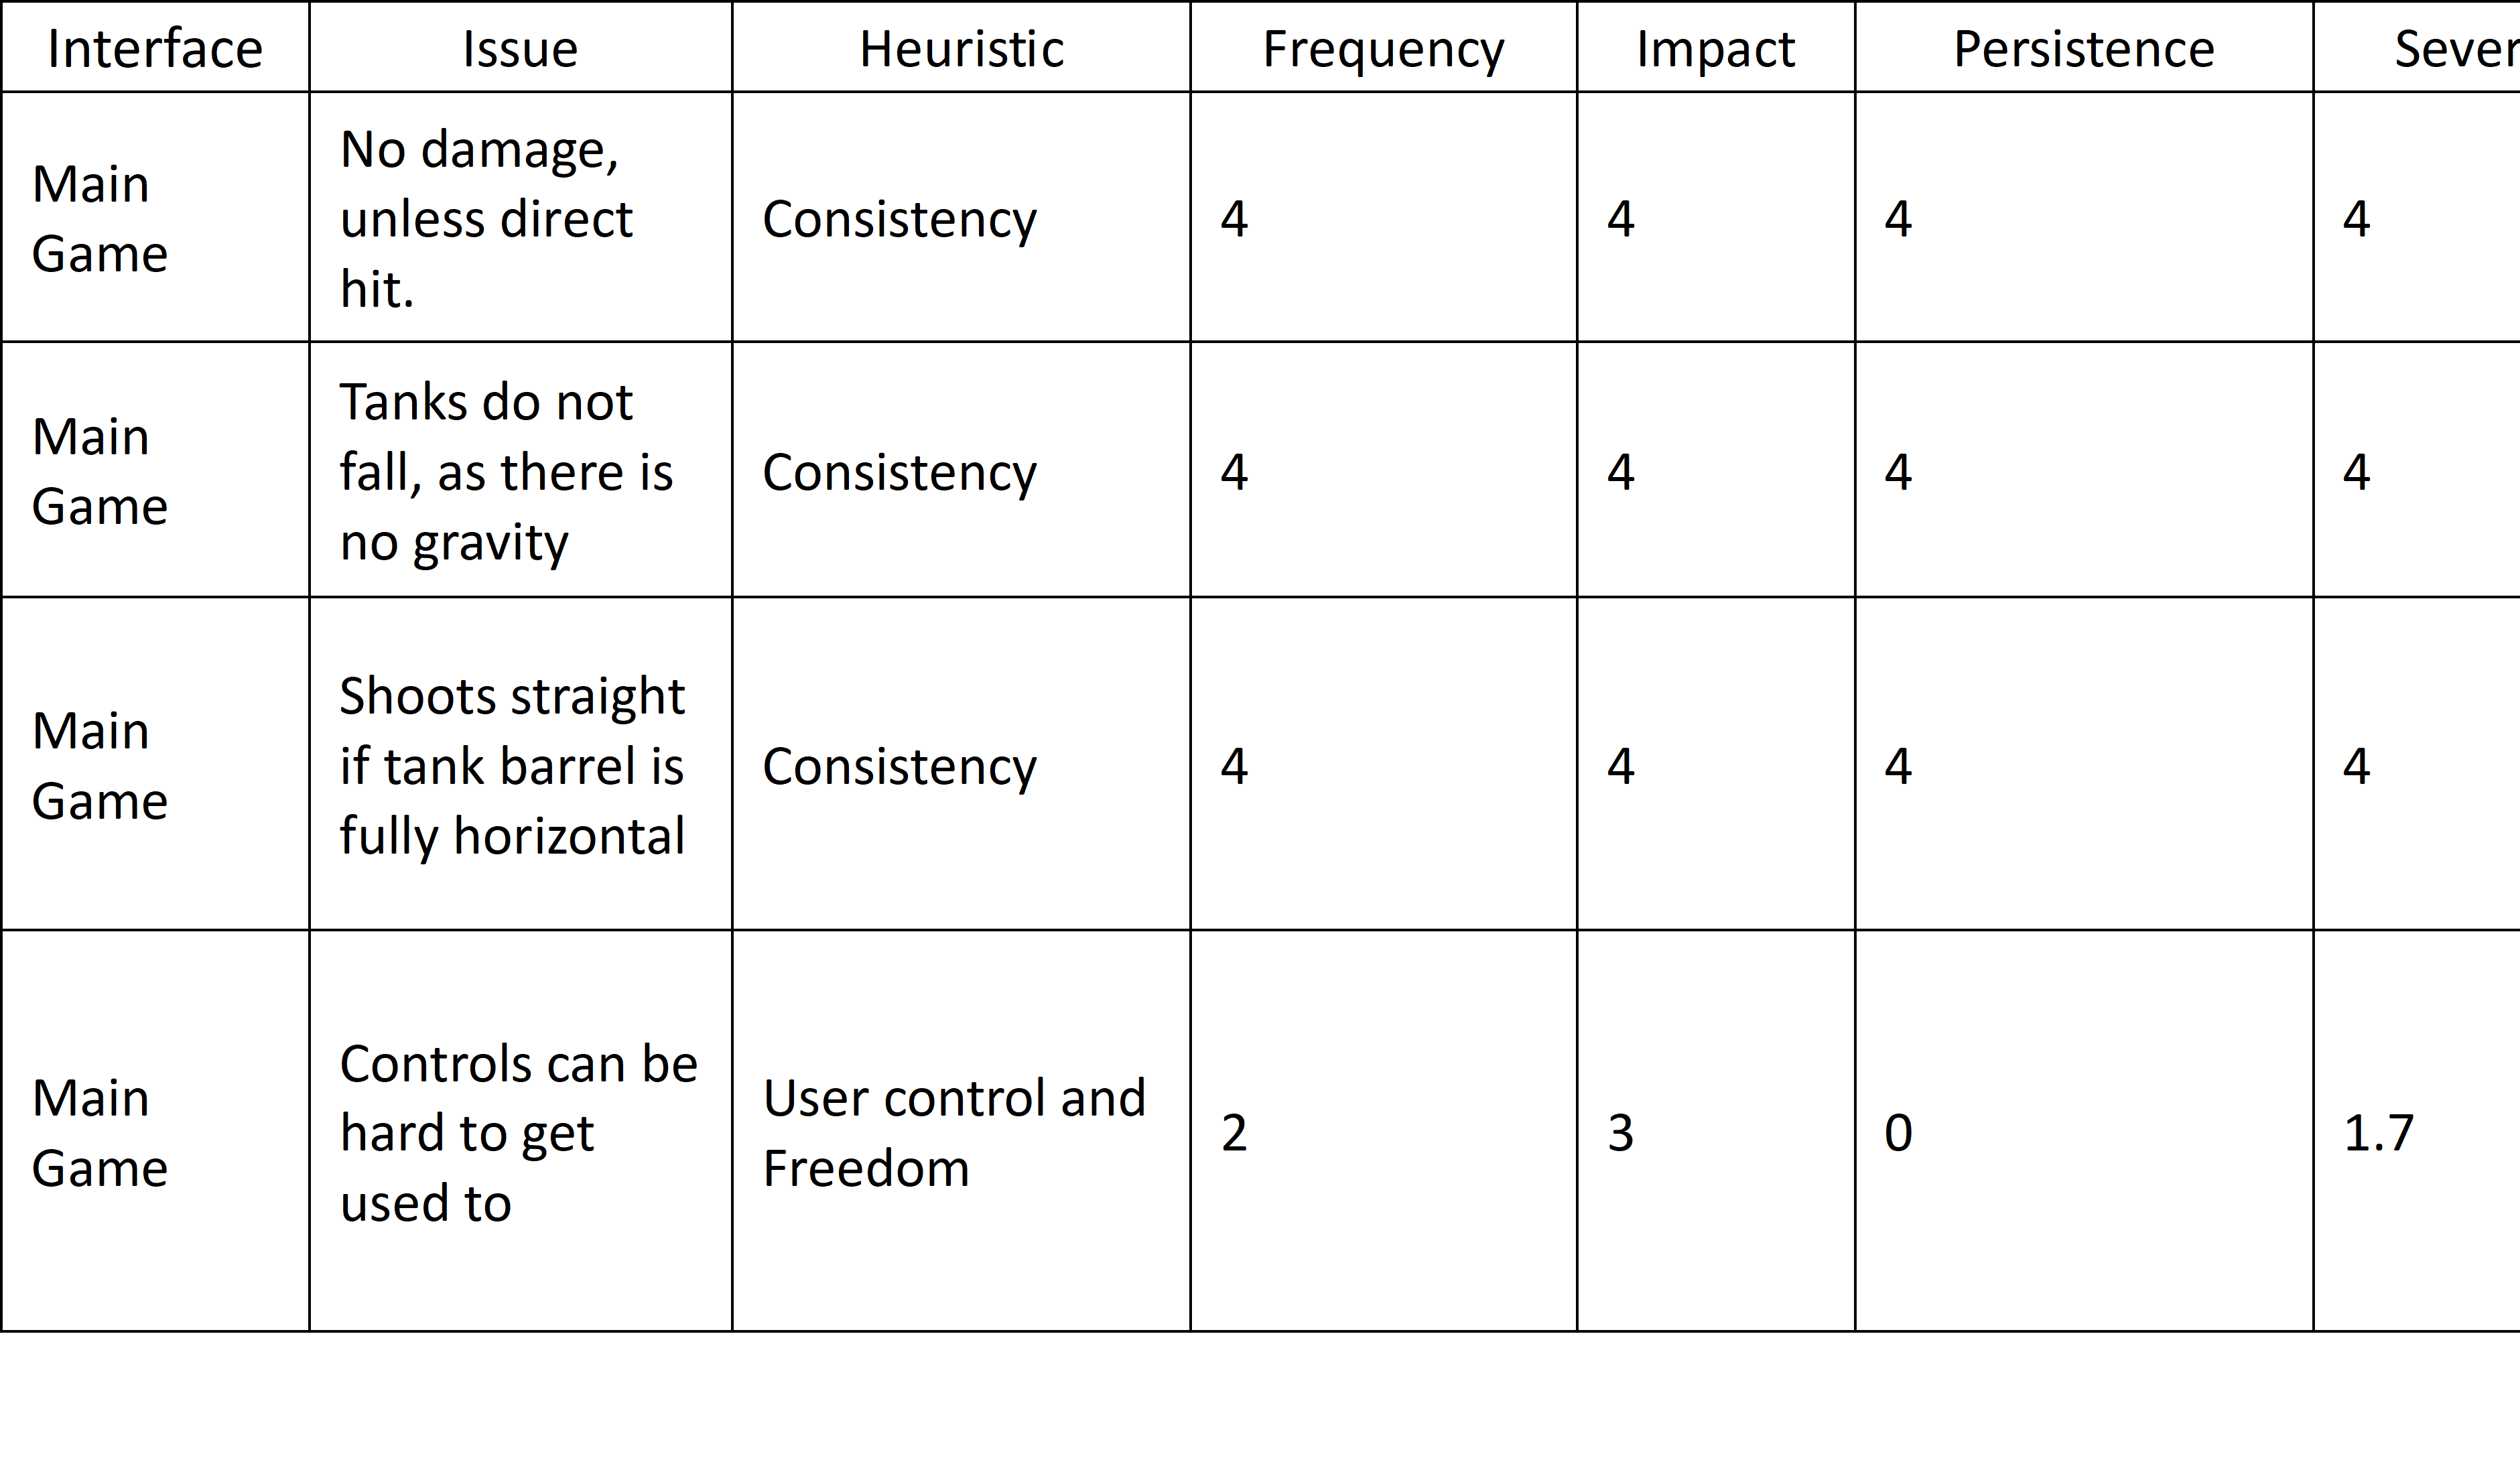 Interface Issue Heuristic Frequency Impact Persistence Sever
Main
Game
No damage,
unless direct
hit.
Consistency
4
4
4
4
Main
Game
Tanks do not
fall, as there is
no gravity
Consistency
4
4
4
4
Main
Game
Shoots straight
if tank barrel is
fully horizontal
Consistency
4
4
4
4
Main
Game
Controls can be
hard to get
used to
User control and
Freedom
2
3
0
1.7